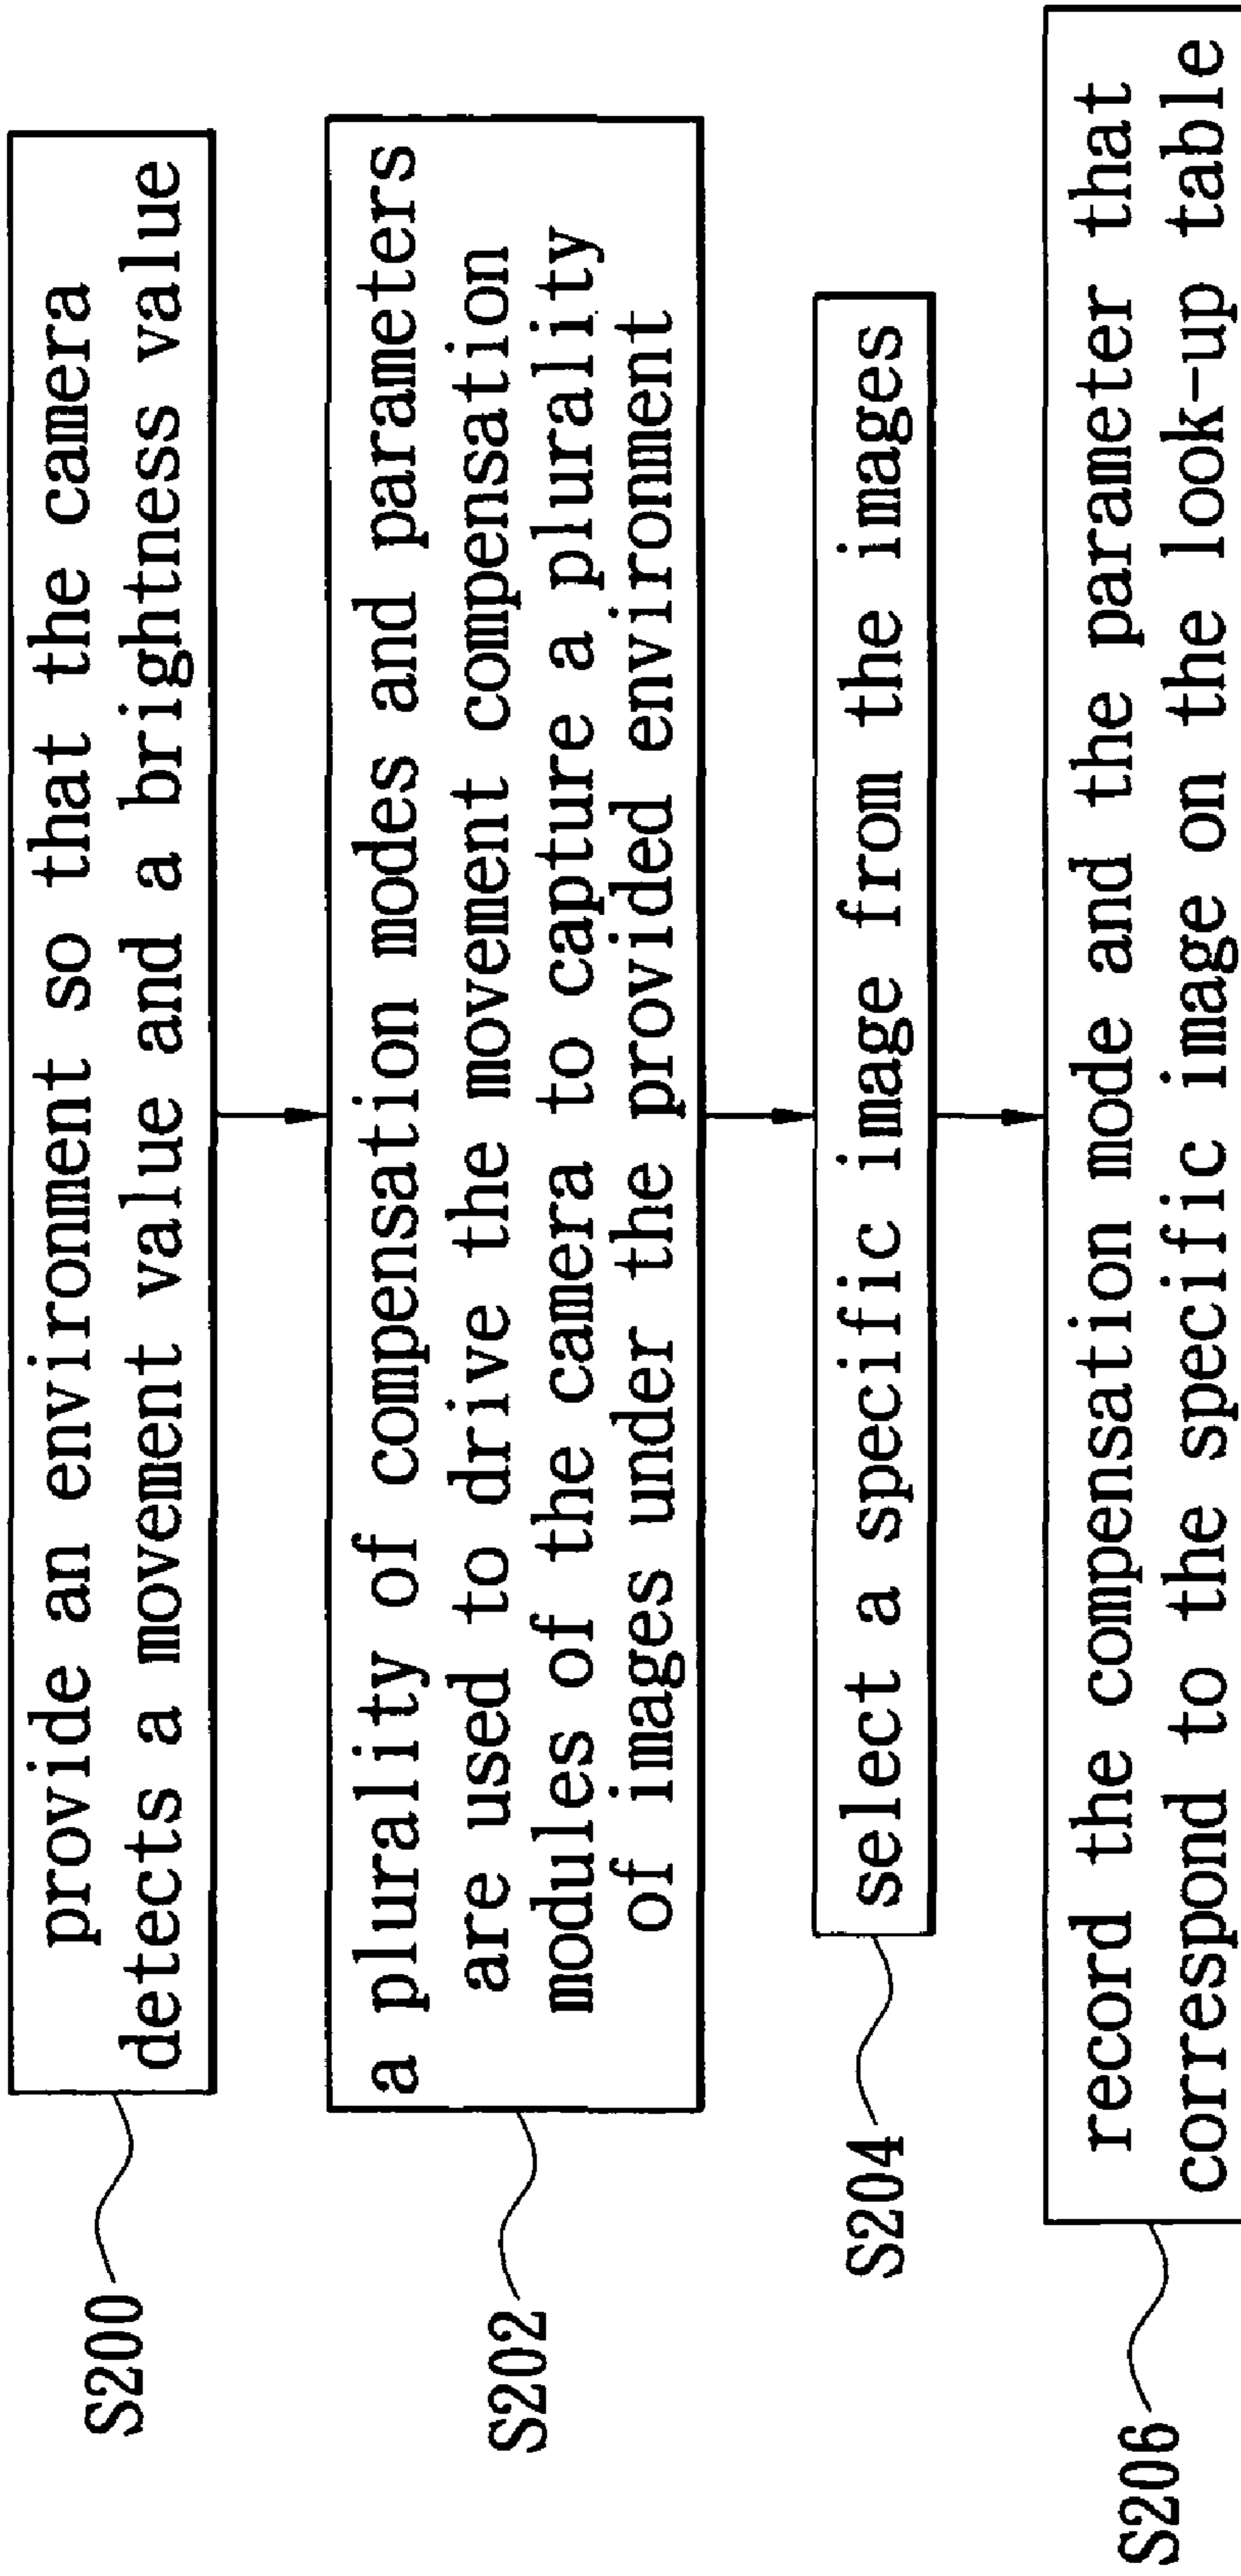 provide an environment so that the camera
detects a movement value and a brightness value
S200
a plurality of compensation modes and parameters
are used to drive the movement compensation
modules of the camera to capture a plurality
of images under the provided environment
S202
select a specific image from the images
S204
record the compensation mode and the parameter that
correspond to the specific image on the look-up table
S206